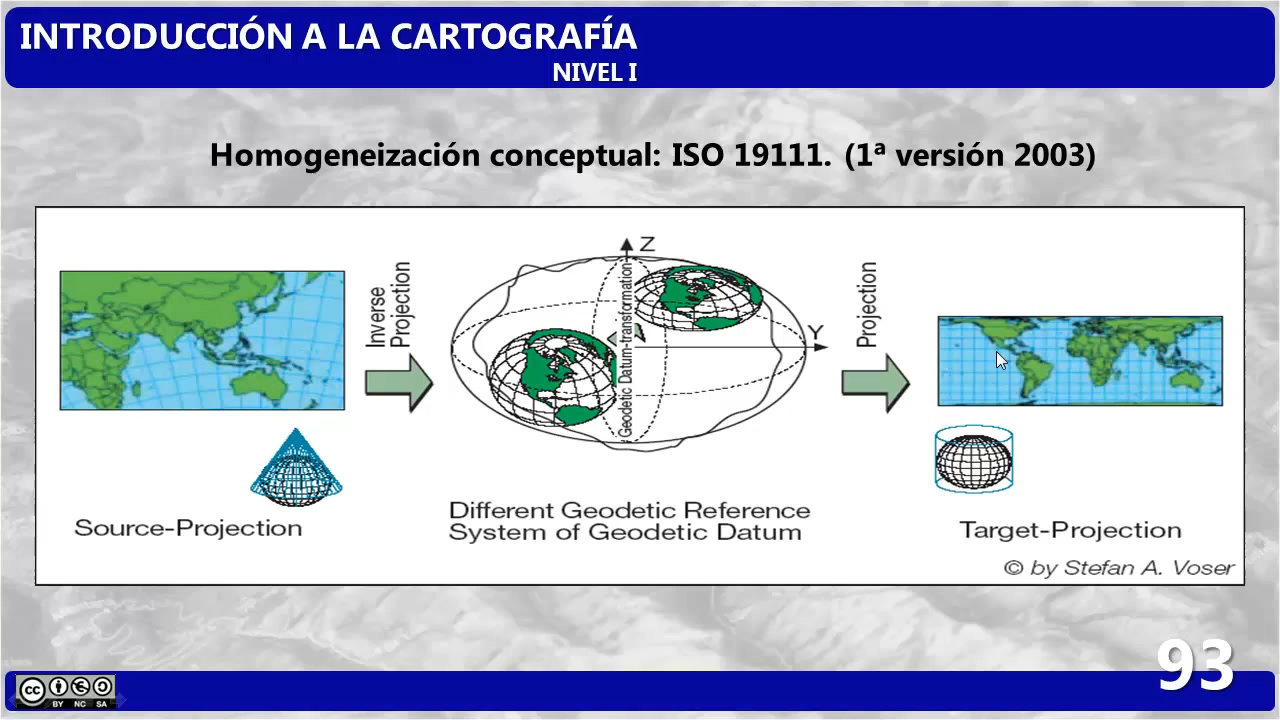 INTRODUCCIÓN A LA CARTOGRAFÍA
NIVEL I
Homogeneización conceptual: ISO 19111. (1ª versión 2003)
Inverse
Projection
Z
Y
Geodetic Datum-transformation
Projection
Source-Projection
Different Geodetic Reference
System of Geodetic Datum
Target-Projection
© by Stefan A. Voser
93
cc
BY NC SA